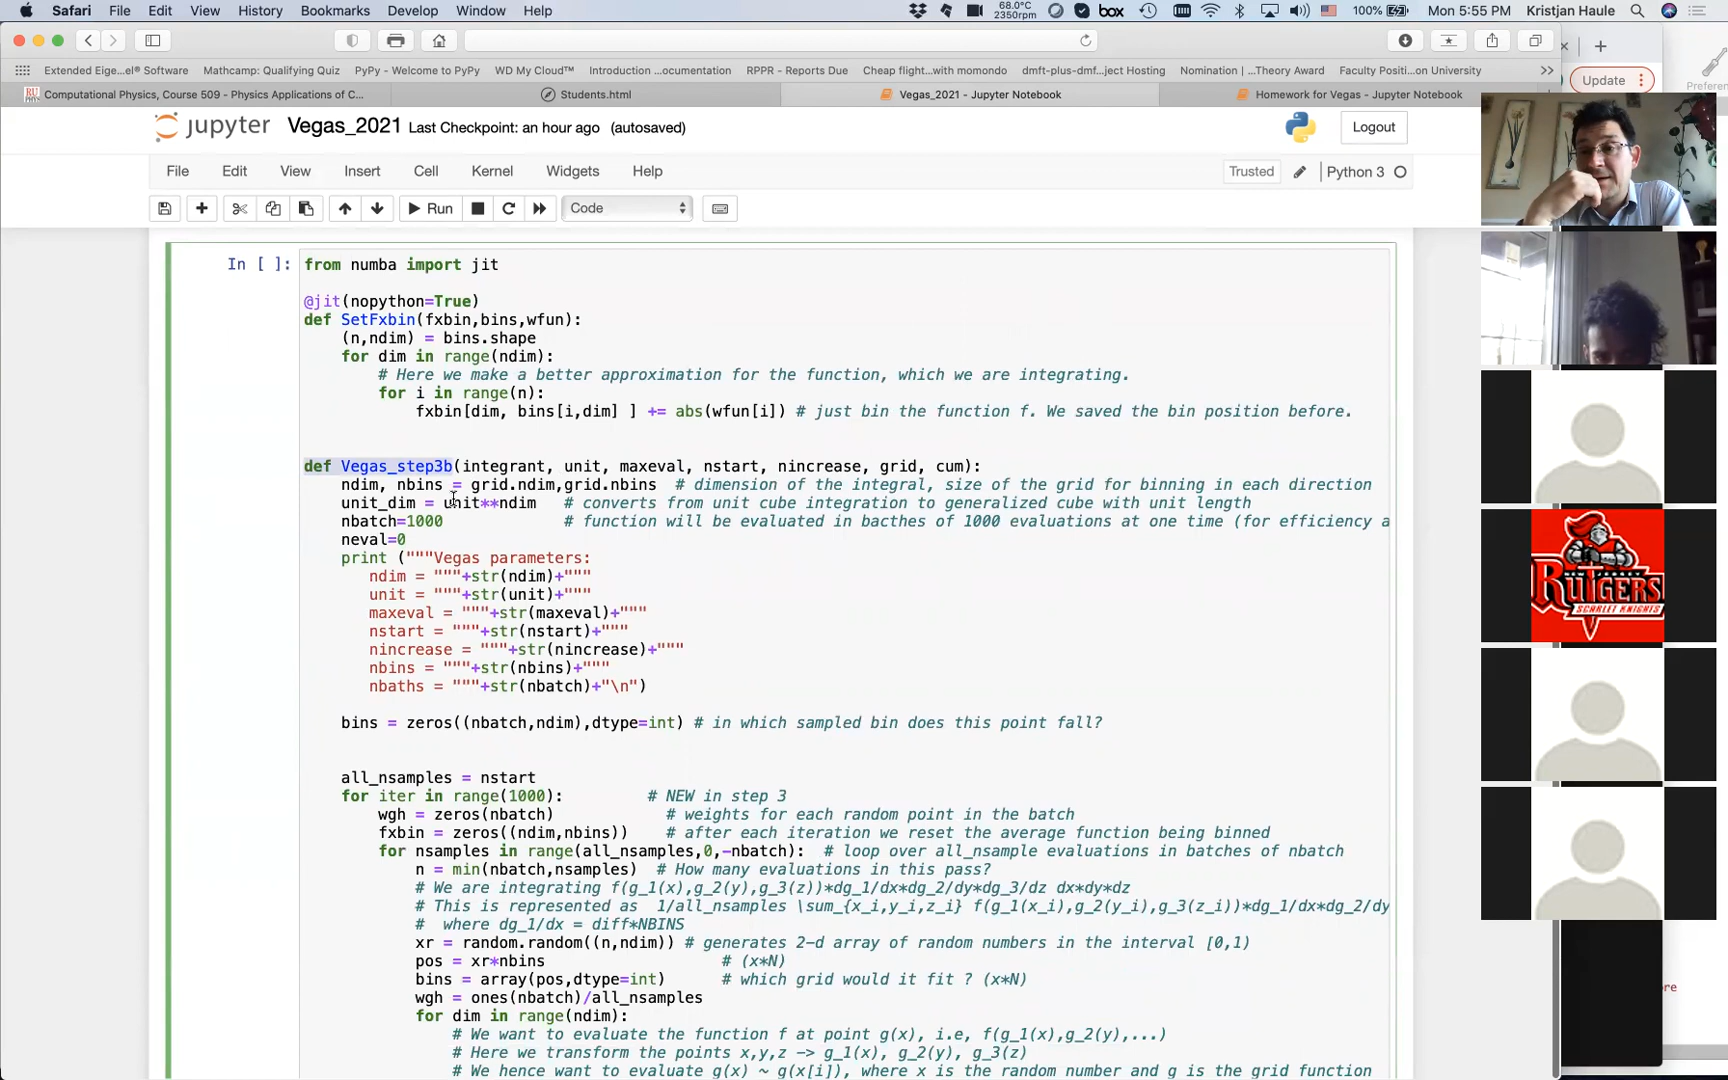 Safari File Edit View History Bookmarks Develop Window Help 68.0°C 2350rpm box 100% Mon 5:55 PM Kristjan Haule
Extended Eige...el® Software Mathcamp: Qualifying Quiz PyPy - Welcome to PyPy WD My Cloud™ Introduction ...ocumentation RPPR - Reports Due Cheap flight...with momondo dmft-plus-dmf...ject Hosting Nomination |...Theory Award Faculty Positi...on University Update Preferen
RU Computational Physics, Course 509 - Physics Applications of C... Students.html Vegas_2021 - Jupyter Notebook Homework for Vegas - Jupyter Notebook
jupyter Vegas_2021 Last Checkpoint: an hour ago (autosaved) Logout
File Edit View Insert Cell Kernel Widgets Help Trusted Python 3
Run Code
In [ ]: from numba import jit
@jit(nopython=True)
def SetFxbin(fxbin,bins,wfun):
(n,ndim) = bins.shape
for dim in range(ndim):
# Here we make a better approximation for the function, which we are integrating.
for i in range(n):
fxbin[dim, bins[i,dim] ] += abs(wfun[i]) # just bin the function f. We saved the bin position before.
def Vegas_step3b(integrant, unit, maxeval, nstart, nincrease, grid, cum):
ndim, nbins = grid.ndim,grid.nbins # dimension of the integral, size of the grid for binning in each direction
unit_dim = unit**ndim # converts from unit cube integration to generalized cube with unit length
nbatch=1000 # function will be evaluated in bacthes of 1000 evaluations at one time (for efficiency a
neval=0
print ("""Vegas parameters:
ndim = """+str(ndim)+"""
unit = """+str(unit)+"""
maxeval = """+str(maxeval)+"""
nstart = """+str(nstart)+"""
nincrease = """+str(nincrease)+"""
nbins = """+str(nbins)+"""
nbaths = """+str(nbatch)+"\n")
bins = zeros((nbatch,ndim),dtype=int) # in which sampled bin does this point fall?
all_nsamples = nstart
for iter in range(1000): # NEW in step 3
wgh = zeros(nbatch) # weights for each random point in the batch
fxbin = zeros((ndim,nbins)) # after each iteration we reset the average function being binned
for nsamples in range(all_nsamples,0,-nbatch): # loop over all_nsample evaluations in batches of nbatch
n = min(nbatch,nsamples) # How many evaluations in this pass?
# We are integrating f(g_1(x),g_2(y),g_3(z))*dg_1/dx*dg_2/dy*dg_3/dz dx*dy*dz
# This is represented as 1/all_nsamples \sum_{x_i,y_i,z_i} f(g_1(x_i),g_2(y_i),g_3(z_i))*dg_1/dx*dg_2/dy
# where dg_1/dx = diff*NBINS
xr = random.random((n,ndim)) # generates 2-d array of random numbers in the interval [0,1)
pos = xr*nbins # (x*N)
bins = array(pos,dtype=int) # which grid would it fit ? (x*N)
wgh = ones(nbatch)/all_nsamples
for dim in range(ndim):
# We want to evaluate the function f at point g(x), i.e, f(g_1(x),g_2(y),...)
# Here we transform the points x,y,z -> g_1(x), g_2(y), g_3(z)
# We hence want to evaluate g(x) ~ g(x[i]), where x is the random number and g is the grid function
RUTGERS
SCARLET KNIGHTS